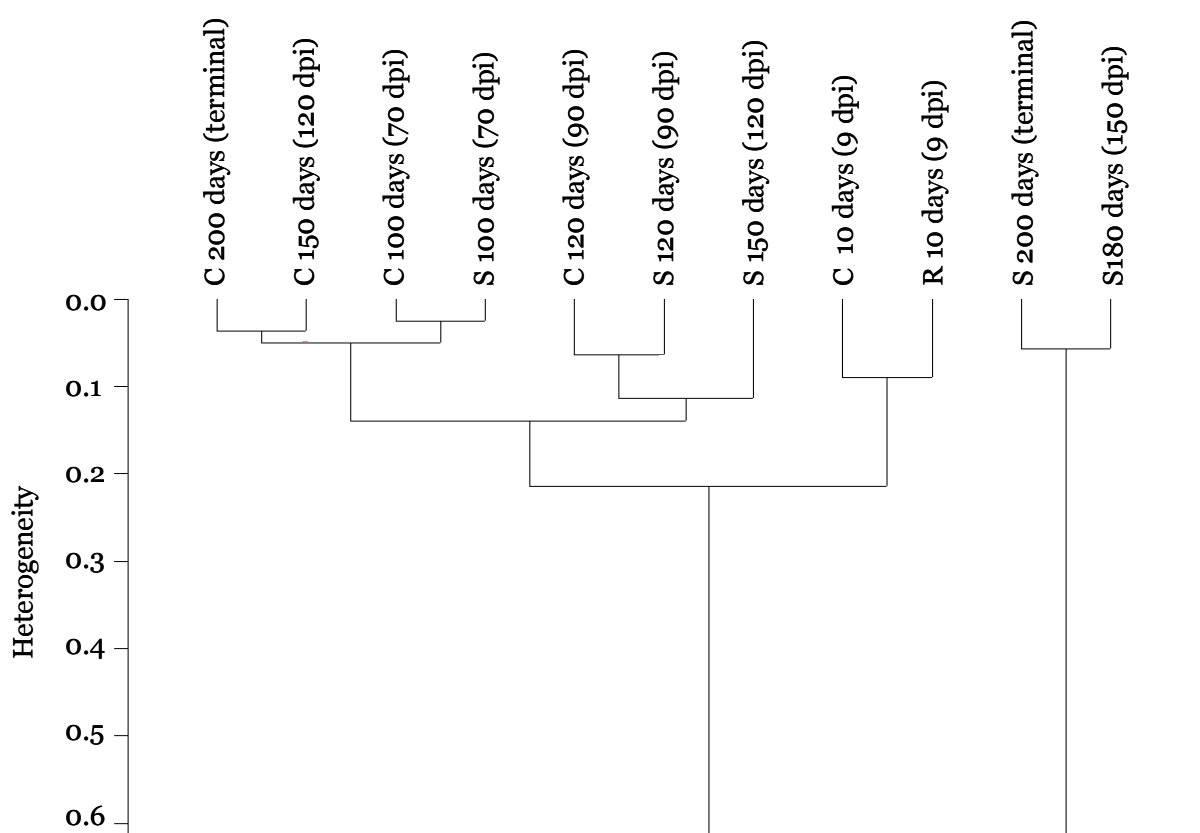 C 200 days (terminal)
C 150 days (120 dpi)
C 100 days (70 dpi)
S 100 days (70 dpi)
C 120 days (90 dpi)
S 120 days (90 dpi)
S 150 days (120 dpi)
C 10 days (9 dpi)
R 10 days (9 dpi)
S 200 days (terminal)
S180 days (150 dpi)
0.0
0.1
0.2
0.3
0.4
0.5
0.6
Heterogeneity